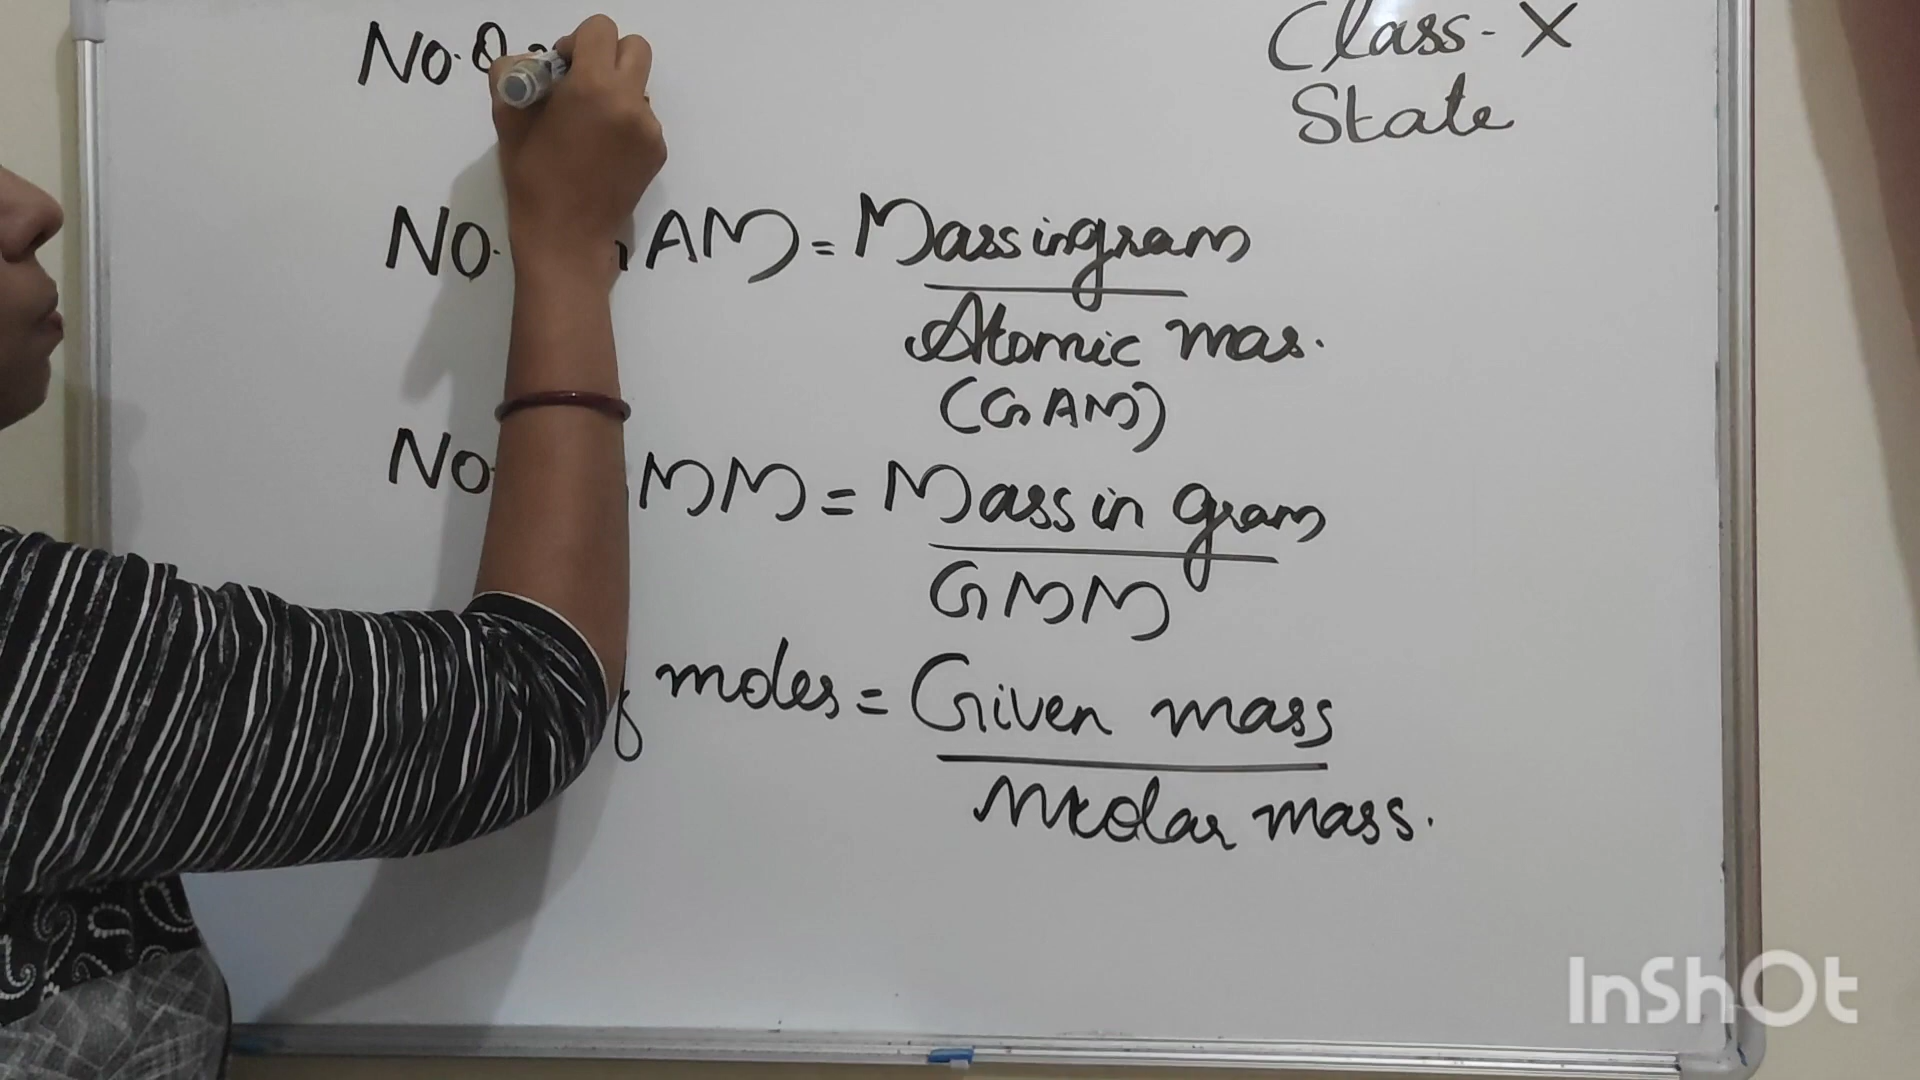 No.
Class - X
State
No. AM = Mass in gram
Atomic mas.
(GAM)
No. MM = Mass in gram
GMM
moles = Given mass
Molar mass.
InShOt